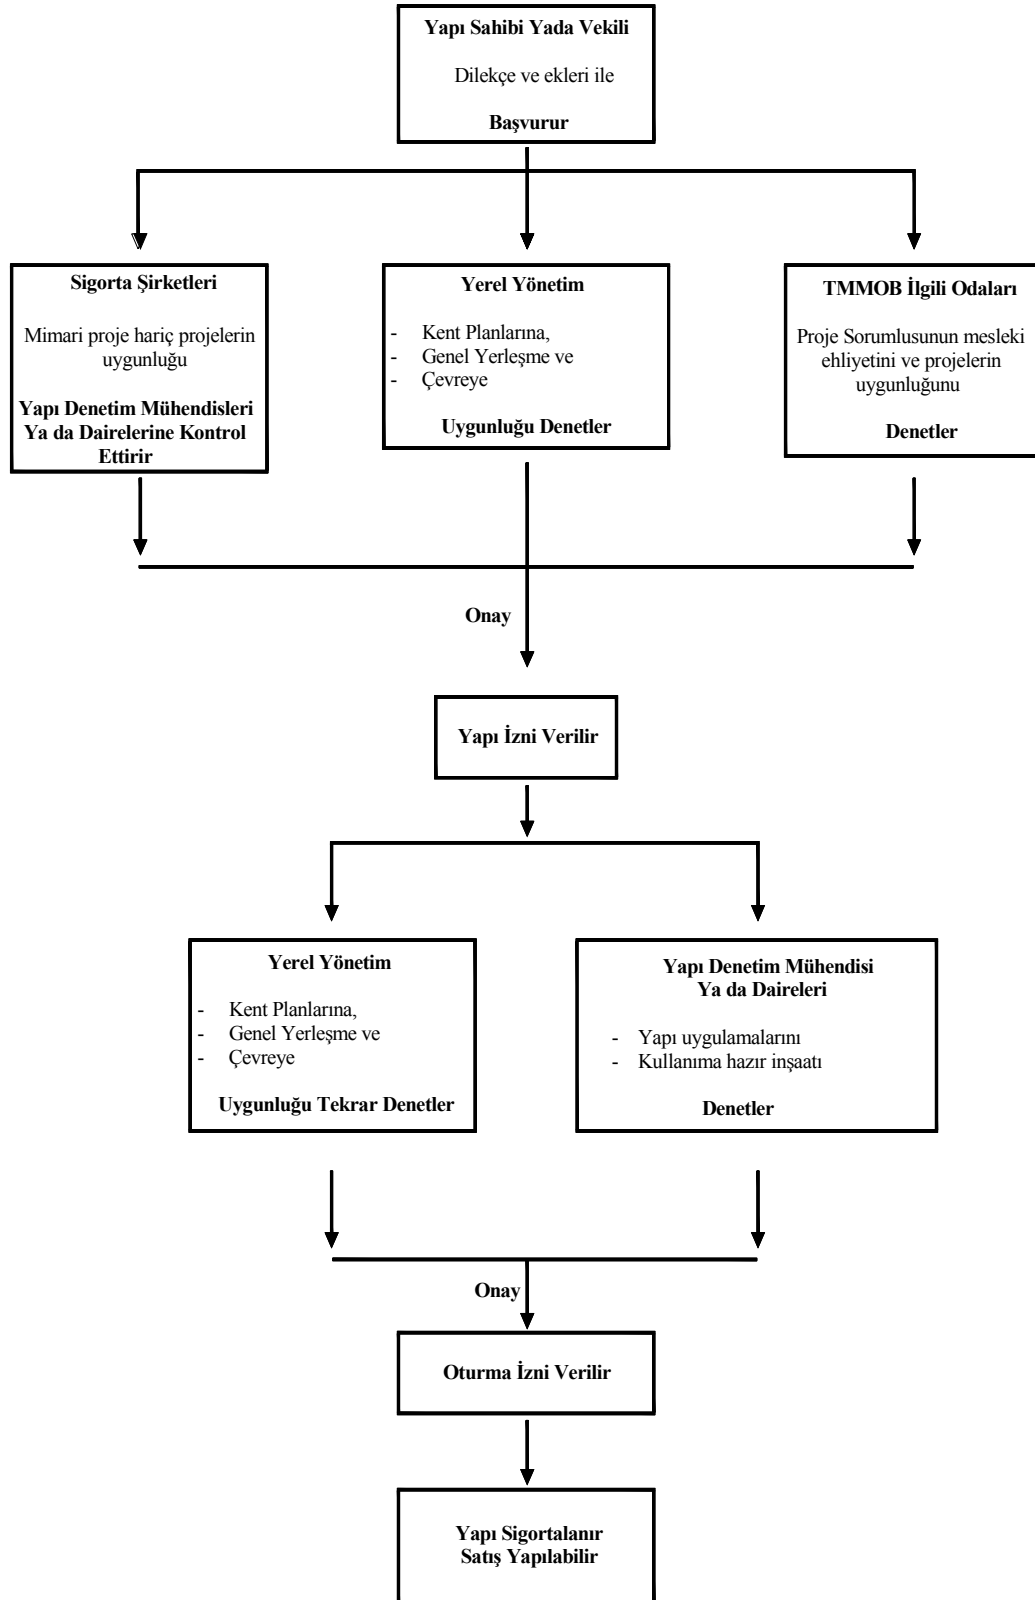 Yapı Sahibi Yada Vekili
Dilekçe ve ekleri ile
Başvurur
Sigorta Şirketleri
Mimari proje hariç projelerin
uygunluğu
Yapı Denetim Mühendisleri
Ya da Dairelerine Kontrol
Ettirir
Yerel Yönetim
- Kent Planlarına,
- Genel Yerleşme ve
- Çevreye
Uygunluğu Denetler
TMMOB İlgili Odaları
Proje Sorumlusunun mesleki
ehliyetini ve projelerin
uygunluğunu
Denetler
Onay
Yapı İzni Verilir
Yerel Yönetim
- Kent Planlarına,
- Genel Yerleşme ve
- Çevreye
Uygunluğu Tekrar Denetler
Yapı Denetim Mühendisi
Ya da Daireleri
- Yapı uygulamalarını
- Kullanıma hazır inşaatı
Denetler
Onay
Oturma İzni Verilir
Yapı Sigortalanır
Satış Yapılabilir